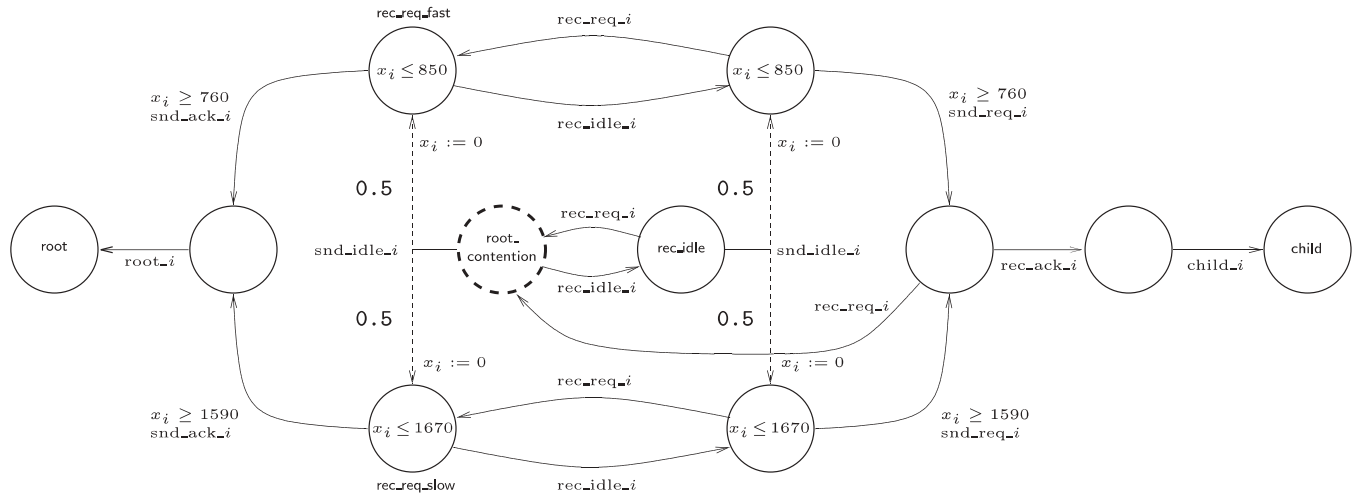 rec_req_fast
rec_req_i
x_i ≤ 850
x_i ≤ 850
x_i ≥ 760
snd_ack_i
x_i ≥ 760
snd_req_i
rec_idle_i
x_i := 0
x_i := 0
0.5
0.5
rec_req_i
root
root_i
snd_idle_i
root_
contention
rec_idle
snd_idle_i
rec_ack_i
child_i
child
rec_idle_i
rec_req_i
0.5
0.5
x_i := 0
x_i := 0
rec_req_i
x_i ≥ 1590
snd_ack_i
x_i ≤ 1670
x_i ≤ 1670
x_i ≥ 1590
snd_req_i
rec_req_slow
rec_idle_i